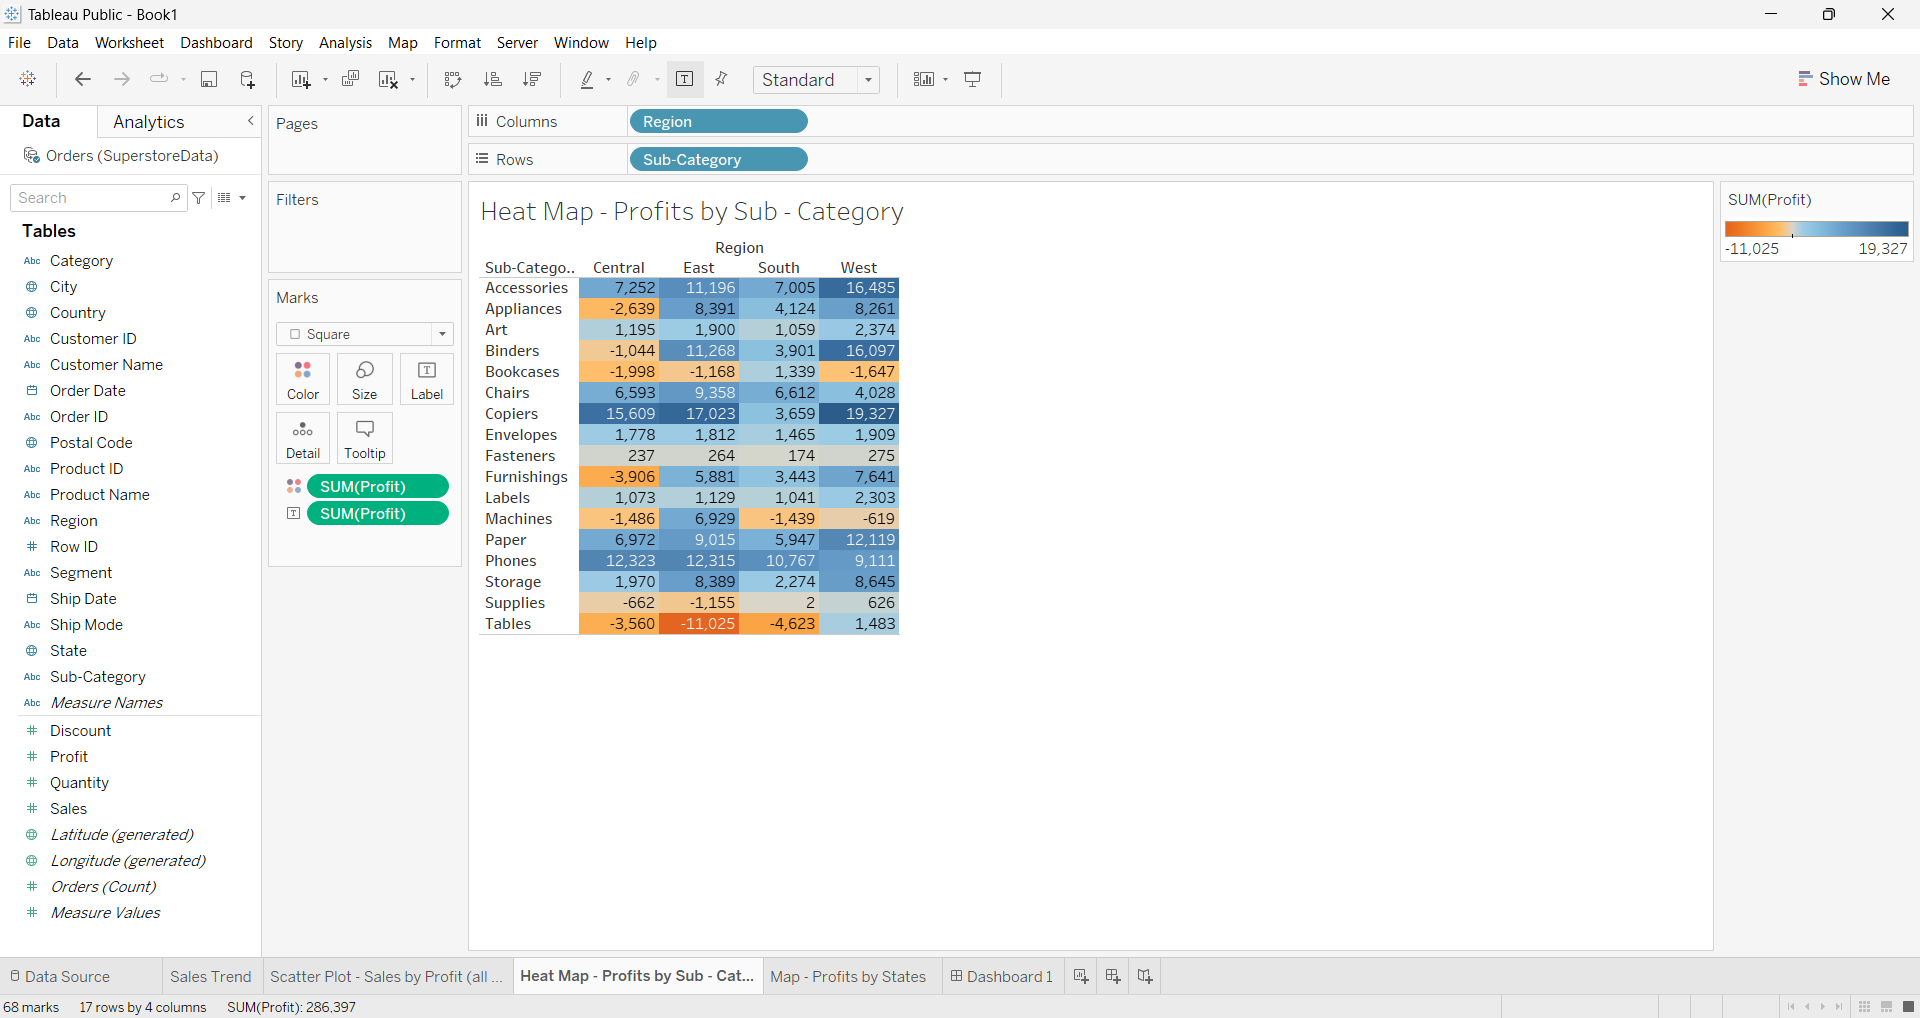 Tableau Public - Book1
File Data Worksheet Dashboard Story Analysis Map Format Server Window Help
Standard
Show Me
Data Analytics
Orders (SuperstoreData)
Search
Tables
Abc Category
City
Country
Abc Customer ID
Abc Customer Name
Order Date
Abc Order ID
Postal Code
Abc Product ID
Abc Product Name
Abc Region
# Row ID
Abc Segment
Ship Date
Abc Ship Mode
State
Abc Sub-Category
Abc Measure Names
# Discount
# Profit
# Quantity
# Sales
Latitude (generated)
Longitude (generated)
# Orders (Count)
# Measure Values
Pages
Filters
Marks
Square
Color Size Label
Detail Tooltip
SUM(Profit)
SUM(Profit)
Columns Region
Rows Sub-Category
Heat Map - Profits by Sub - Category
Region
Sub-Catego.. Central East South West
Accessories 7,252 11,196 7,005 16,485
Appliances -2,639 8,391 4,124 8,261
Art 1,195 1,900 1,059 2,374
Binders -1,044 11,268 3,901 16,097
Bookcases -1,998 -1,168 1,339 -1,647
Chairs 6,593 9,358 6,612 4,028
Copiers 15,609 17,023 3,659 19,327
Envelopes 1,778 1,812 1,465 1,909
Fasteners 237 264 174 275
Furnishings -3,906 5,881 3,443 7,641
Labels 1,073 1,129 1,041 2,303
Machines -1,486 6,929 -1,439 -619
Paper 6,972 9,015 5,947 12,119
Phones 12,323 12,315 10,767 9,111
Storage 1,970 8,389 2,274 8,645
Supplies -662 -1,155 2 626
Tables -3,560 -11,025 -4,623 1,483
SUM(Profit)
-11,025 19,327
Data Source Sales Trend Scatter Plot - Sales by Profit (all ... Heat Map - Profits by Sub - Cat... Map - Profits by States Dashboard 1
68 marks 17 rows by 4 columns SUM(Profit): 286,397